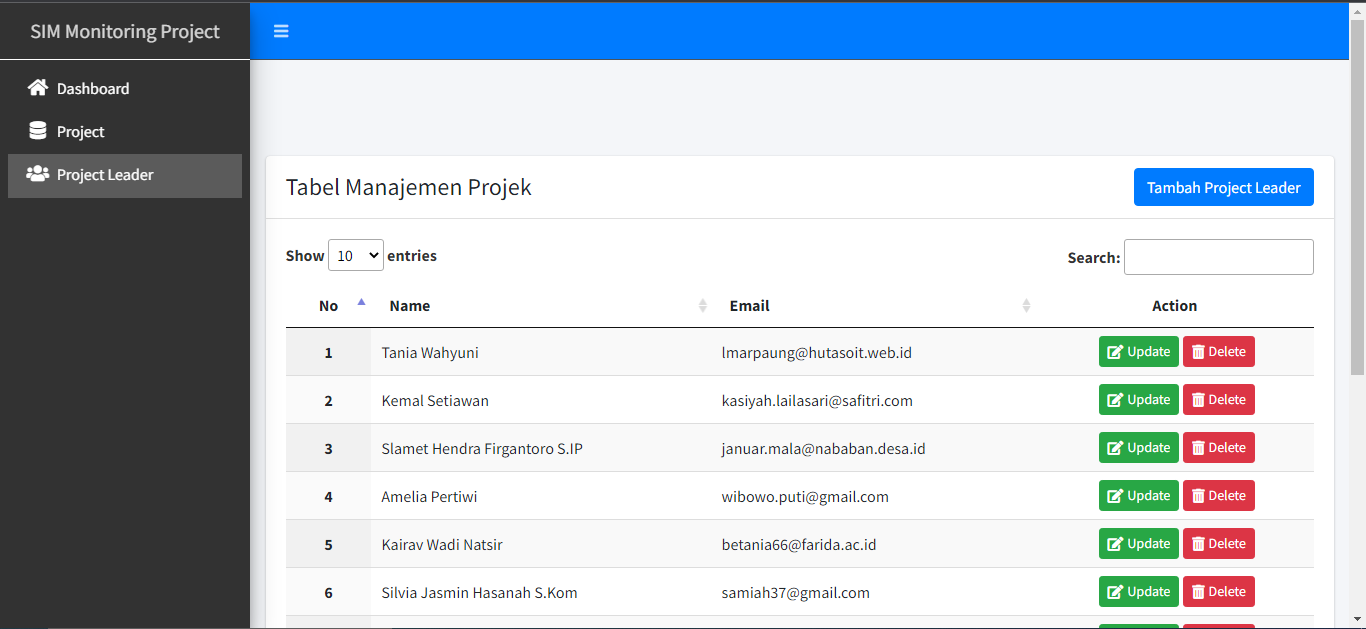 SIM Monitoring Project
Dashboard
Project
Project Leader
Tabel Manajemen Projek
Tambah Project Leader
Show 10 entries
Search:
No Name Email Action
1 Tania Wahyuni lmarpaung@hutasoit.web.id Update Delete
2 Kemal Setiawan kasiyah.lailasari@safitri.com Update Delete
3 Slamet Hendra Firgantoro S.IP januar.mala@nababan.desa.id Update Delete
4 Amelia Pertiwi wibowo.puti@gmail.com Update Delete
5 Kairav Wadi Natsir betania66@farida.ac.id Update Delete
6 Silvia Jasmin Hasanah S.Kom samiah37@gmail.com Update Delete